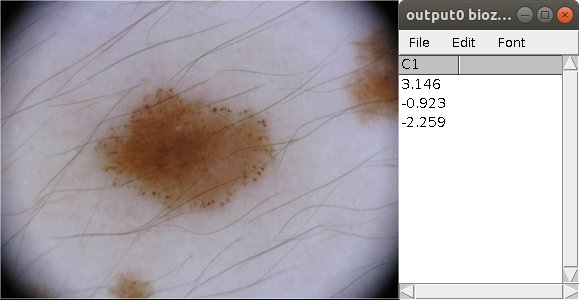 output0 bioz...
File Edit Font
C1
3.146
-0.923
-2.259